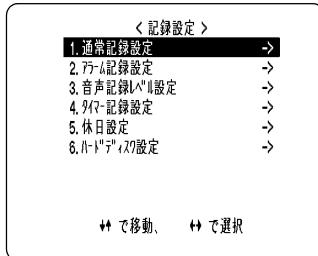 < 記録設定 >
1. 通常記録設定 ->
2. ｱﾗｰﾑ記録設定 ->
3. 音声記録ﾚﾍﾞﾙ設定 ->
4. ﾀｲﾏｰ記録設定 ->
5. 休日設定 ->
6. ﾊｰﾄﾞﾃﾞｨｽｸ設定 ->
↓↑ で移動、 ←→ で選択